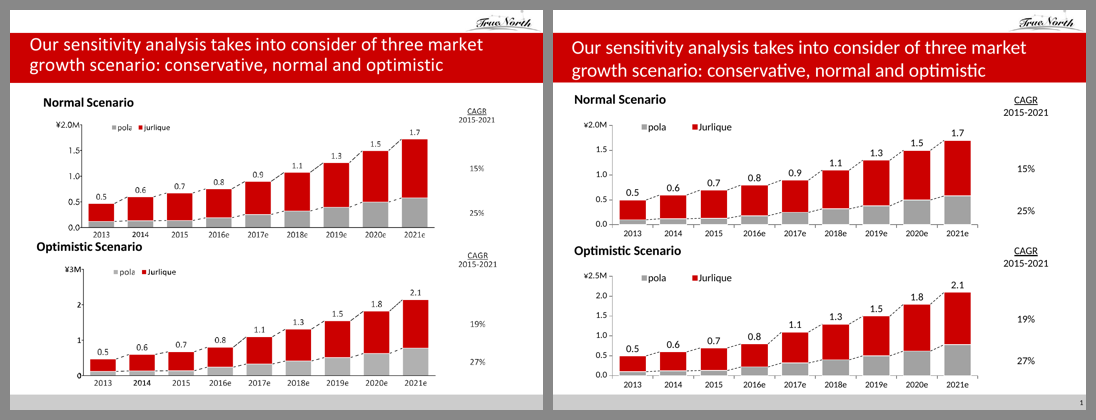 True North
Our sensitivity analysis takes into consider of three market
growth scenario: conservative, normal and optimistic
Normal Scenario
CAGR
2015-2021
¥2.0M
pola Jurlique
1.5
1.0
0.5
0.0
0.5 0.6 0.7 0.8 0.9 1.1 1.3 1.5 1.7
15%
25%
2013 2014 2015 2016e 2017e 2018e 2019e 2020e 2021e
Optimistic Scenario
CAGR
2015-2021
¥3M
pola Jurlique
2
1
0
0.5 0.6 0.7 0.8 1.1 1.3 1.5 1.8 2.1
19%
27%
2013 2014 2015 2016e 2017e 2018e 2019e 2020e 2021e
True North
Our sensitivity analysis takes into consider of three market
growth scenario: conservative, normal and optimistic
Normal Scenario
CAGR
2015-2021
¥2.0M
pola Jurlique
1.5
1.0
0.5
0.0
0.5 0.6 0.7 0.8 0.9 1.1 1.3 1.5 1.7
15%
25%
2013 2014 2015 2016e 2017e 2018e 2019e 2020e 2021e
Optimistic Scenario
CAGR
2015-2021
¥2.5M
pola Jurlique
2.0
1.5
1.0
0.5
0.0
0.5 0.6 0.7 0.8 1.1 1.3 1.5 1.8 2.1
19%
27%
2013 2014 2015 2016e 2017e 2018e 2019e 2020e 2021e
1